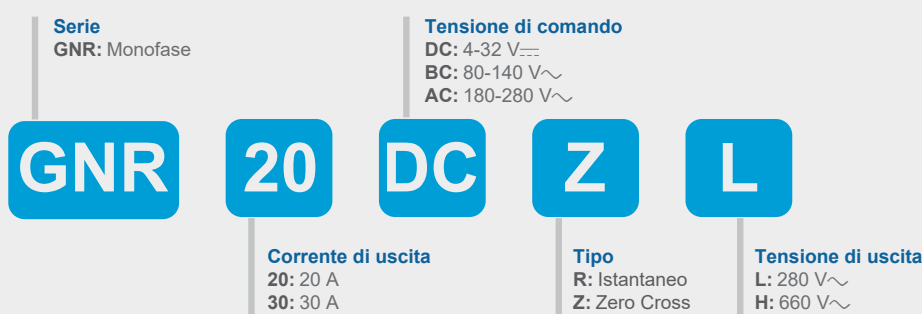 Serie
GNR: Monofase
Tensione di comando
DC: 4-32 V⎓
BC: 80-140 V∿
AC: 180-280 V∿
GNR 20 DC Z L
Corrente di uscita
20: 20 A
30: 30 A
Tipo
R: Istantaneo
Z: Zero Cross
Tensione di uscita
L: 280 V∿
H: 660 V∿